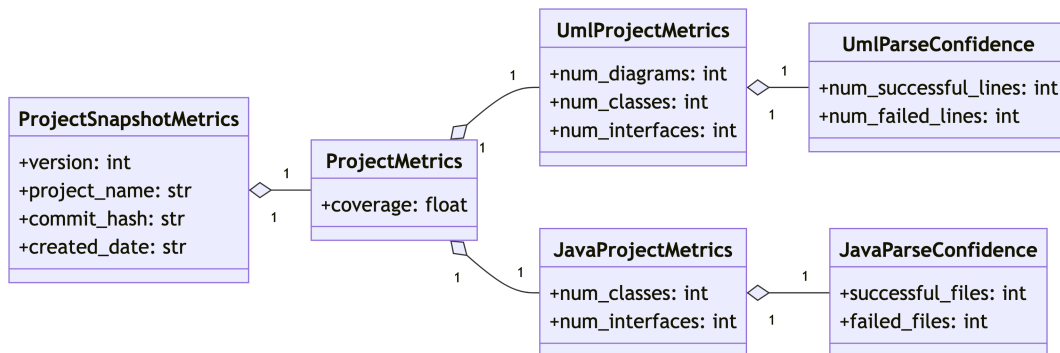 ProjectSnapshotMetrics
+version: int
+project_name: str
+commit_hash: str
+created_date: str
1
1
ProjectMetrics
+coverage: float
1
1
1
1
UmlProjectMetrics
+num_diagrams: int
+num_classes: int
+num_interfaces: int
1
1
UmlParseConfidence
+num_successful_lines: int
+num_failed_lines: int
JavaProjectMetrics
+num_classes: int
+num_interfaces: int
1
1
JavaParseConfidence
+successful_files: int
+failed_files: int